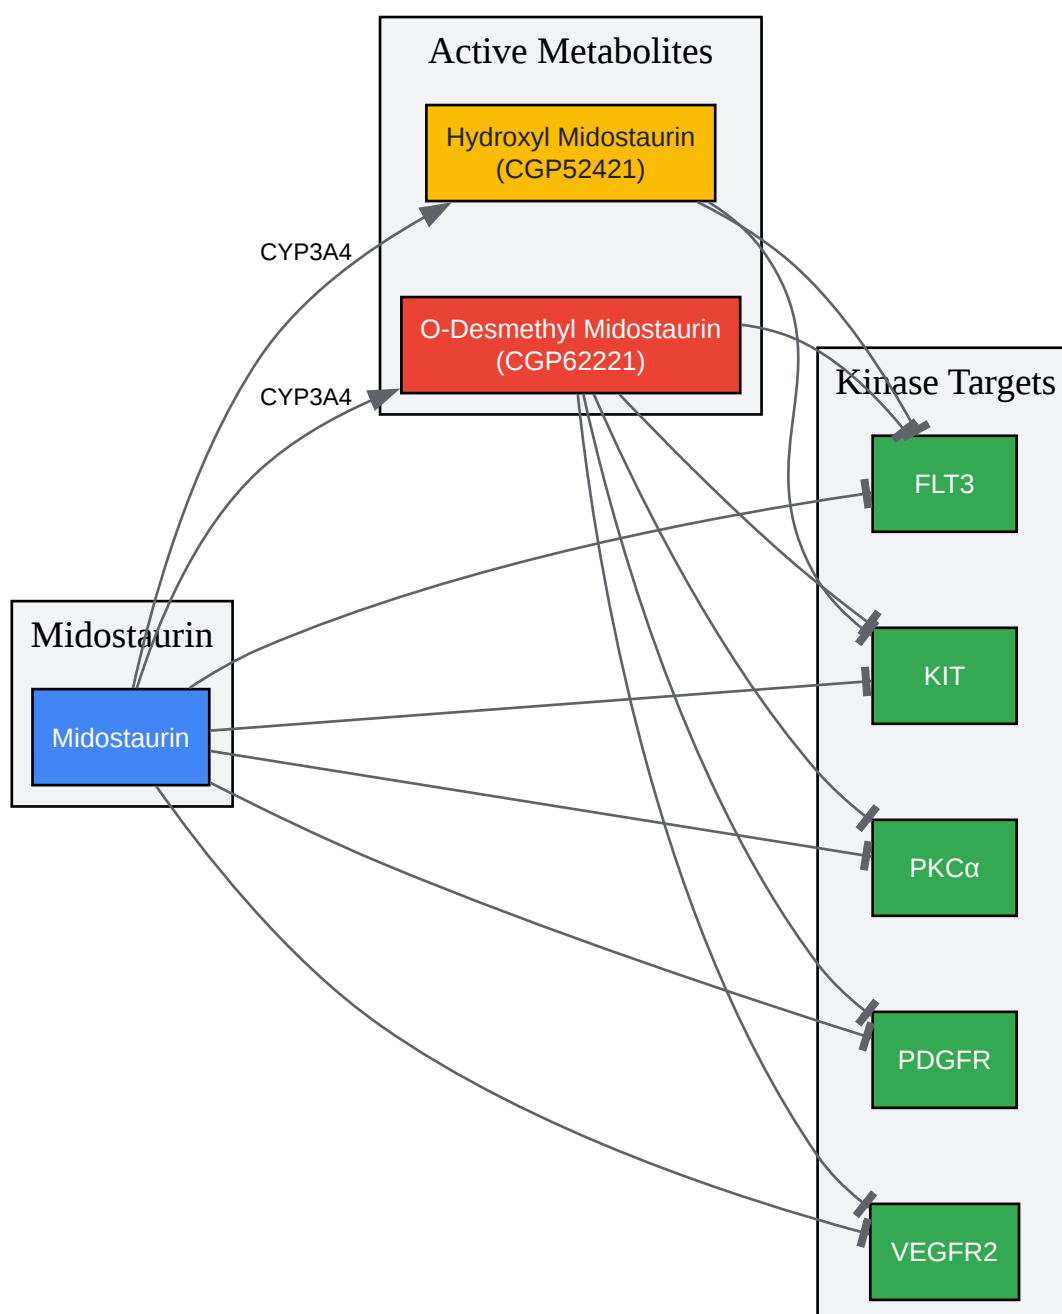 Active Metabolites
Hydroxyl Midostaurin
(CGP52421)
CYP3A4
O-Desmethyl Midostaurin
(CGP62221)
CYP3A4
Kinase Targets
FLT3
Midostaurin
Midostaurin
KIT
PKCα
PDGFR
VEGFR2